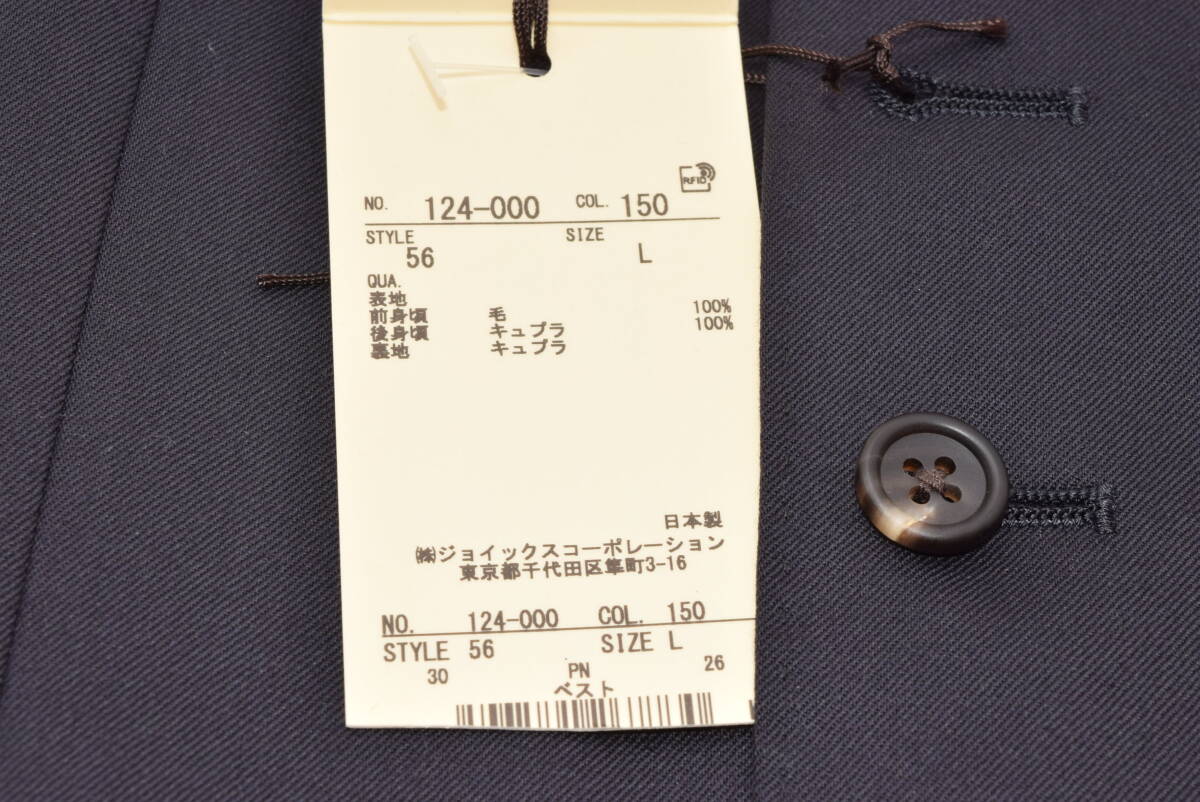 RFID
NO. 124-000 COL. 150
STYLE SIZE
56 L
QUA.
表地
前身頃 毛 100%
後身頃 キュプラ 100%
裏地 キュプラ
日本製
㈱ジョイックスコーポレーション
東京都千代田区隼町3-16
NO. 124-000 COL. 150
STYLE 56 SIZE L
30 PN 26
ベスト